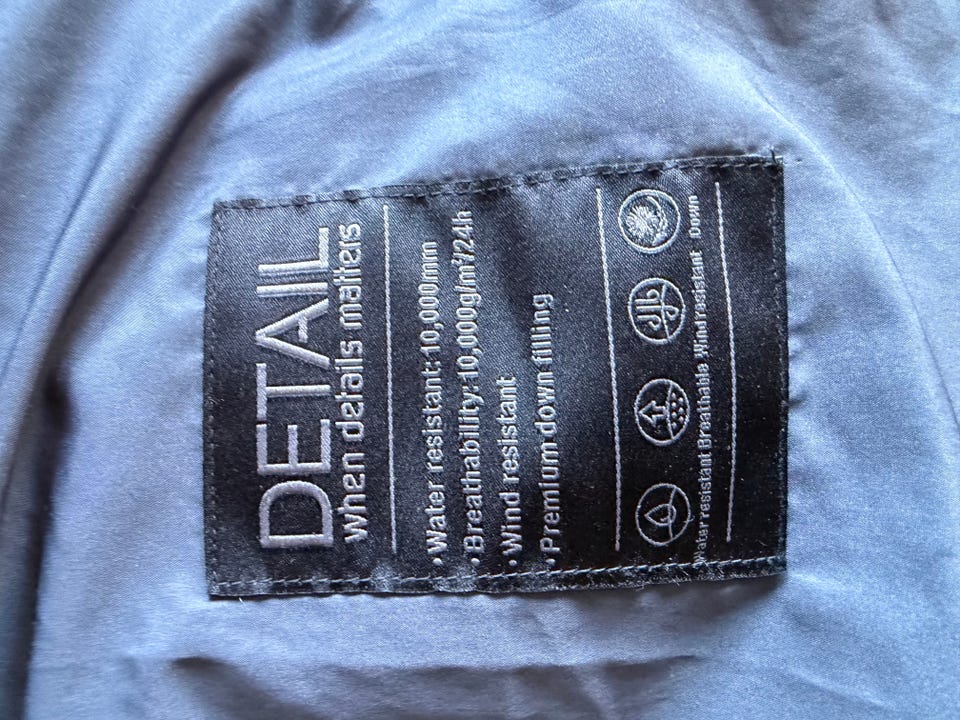 DETAIL
when details matters
• Water resistant: 10,000mm
• Breathability: 10,000g/m²/24h
• Wind resistant
• Premium down filling
Water resistant Breathable Wind resistant Down